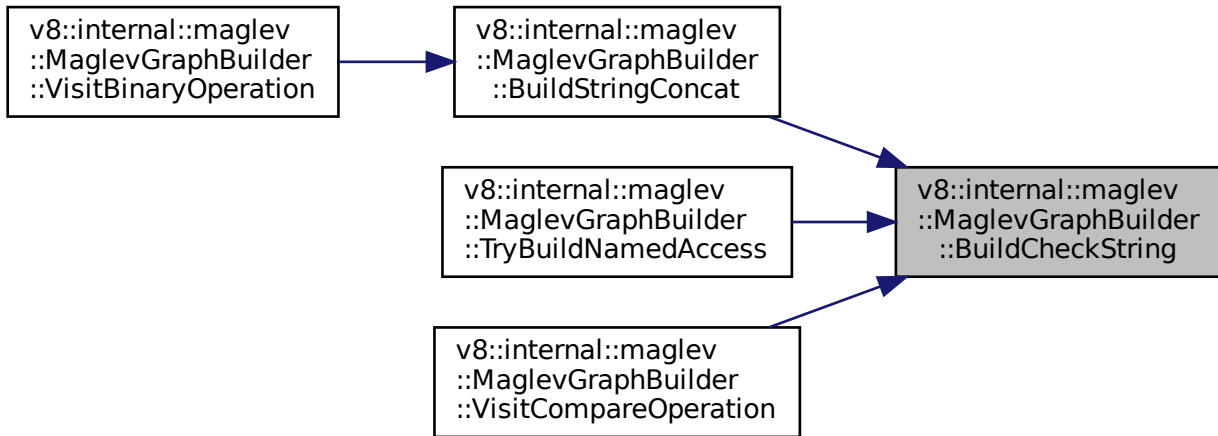 v8::internal::maglev
::MaglevGraphBuilder
::VisitBinaryOperation
v8::internal::maglev
::MaglevGraphBuilder
::BuildStringConcat
v8::internal::maglev
::MaglevGraphBuilder
::TryBuildNamedAccess
v8::internal::maglev
::MaglevGraphBuilder
::VisitCompareOperation
v8::internal::maglev
::MaglevGraphBuilder
::BuildCheckString